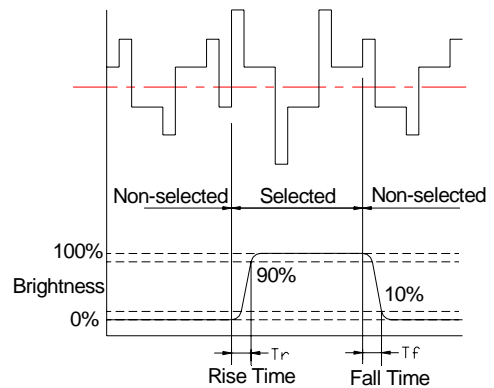 Non-selected Selected Non-selected
100%
90%
Brightness
10%
0%
Tr Tf
Rise Time Fall Time